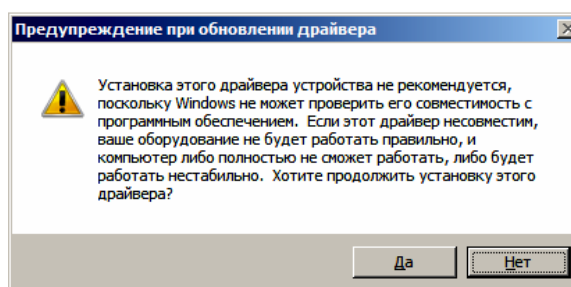 Предупреждение при обновлении драйвера
Установка этого драйвера устройства не рекомендуется,
поскольку Windows не может проверить его совместимость с
программным обеспечением. Если этот драйвер несовместим,
ваше оборудование не будет работать правильно, и
компьютер либо полностью не сможет работать, либо будет
работать нестабильно. Хотите продолжить установку этого
драйвера?
Да
Нет